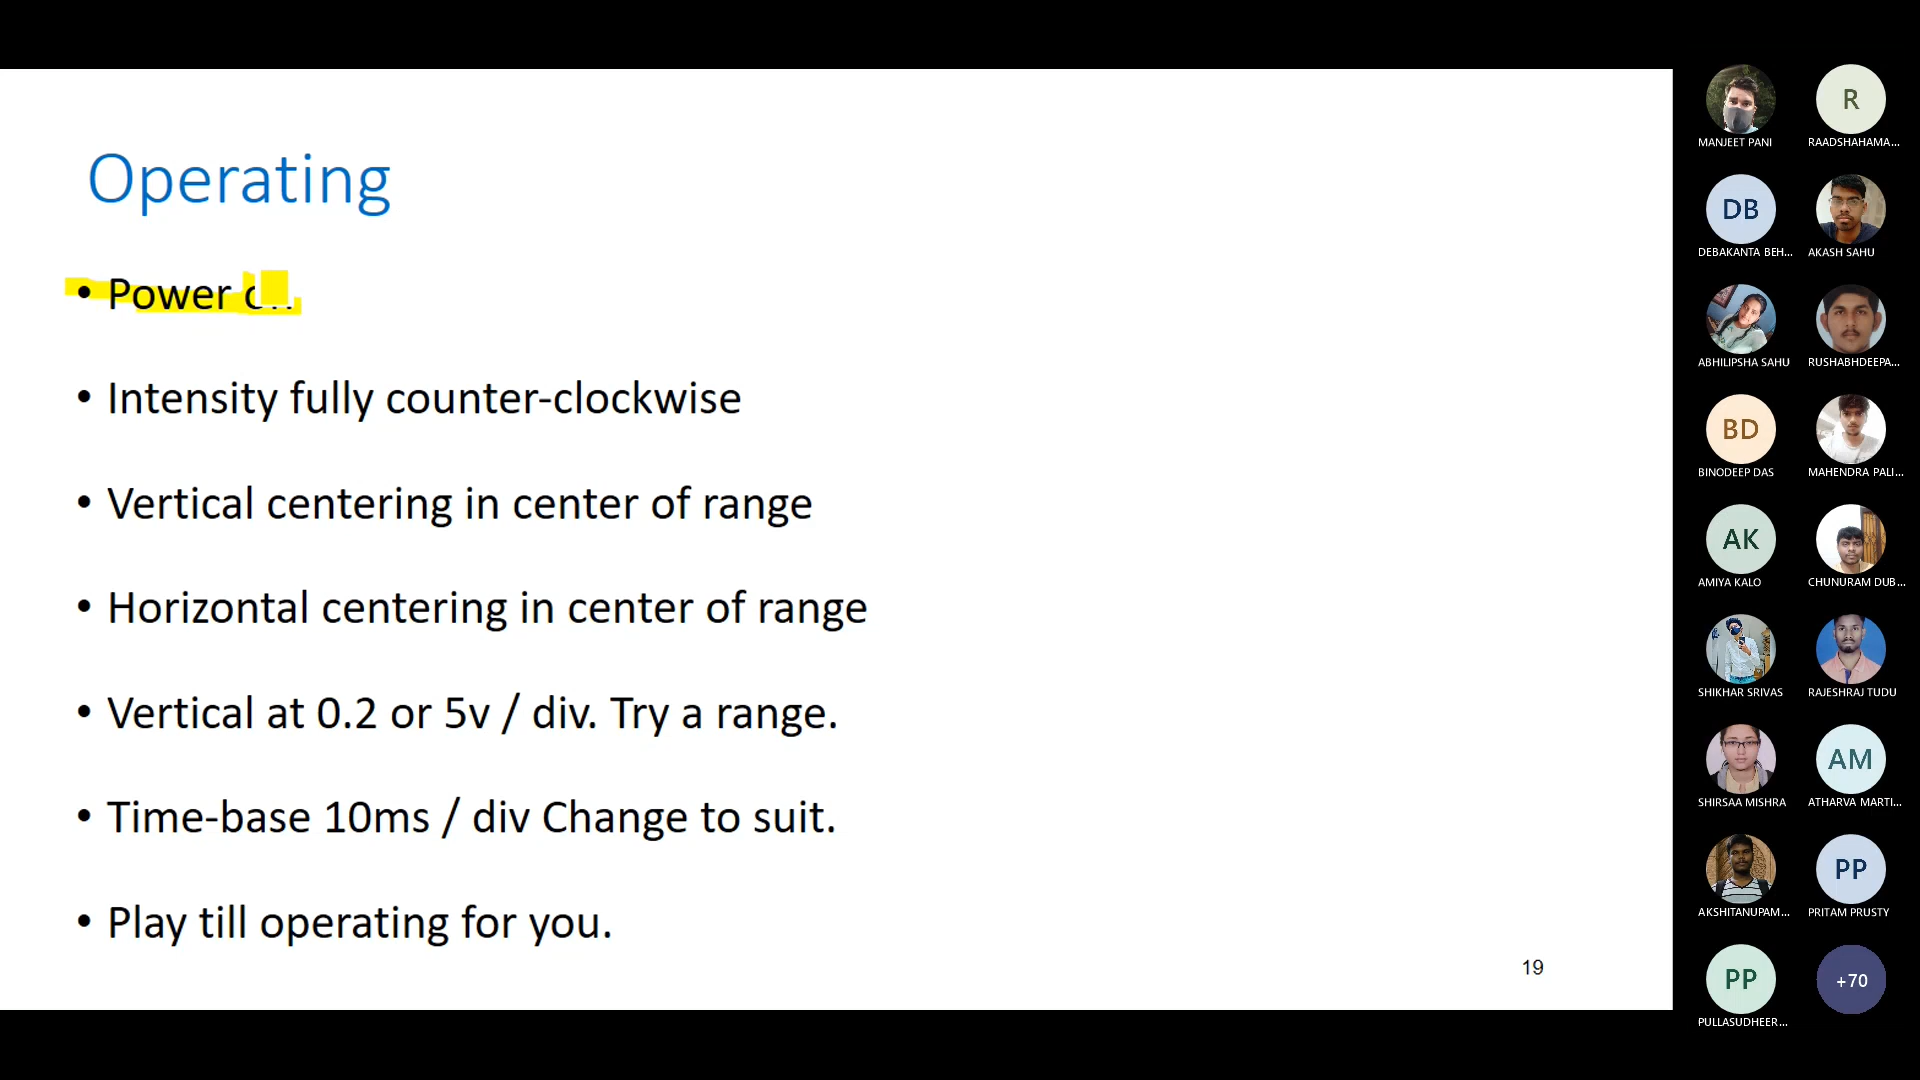 Operating
• Power on.
• Intensity fully counter-clockwise
• Vertical centering in center of range
• Horizontal centering in center of range
• Vertical at 0.2 or 5v / div. Try a range.
• Time-base 10ms / div Change to suit.
• Play till operating for you.
19
MANJEET PANI
R
RAADSHAHAMA...
DB
DEBAKANTA BEH...
AKASH SAHU
ABHILIPSHA SAHU
RUSHABHDEEPA...
BD
BINODEEP DAS
MAHENDRA PALI...
AK
AMIYA KALO
CHUNURAM DUB...
SHIKHAR SRIVAS
RAJESHRAJ TUDU
SHIRSAA MISHRA
AM
ATHARVA MARTI...
AKSHITANUPAM...
PP
PRITAM PRUSTY
PP
PULLASUDHEER...
+70